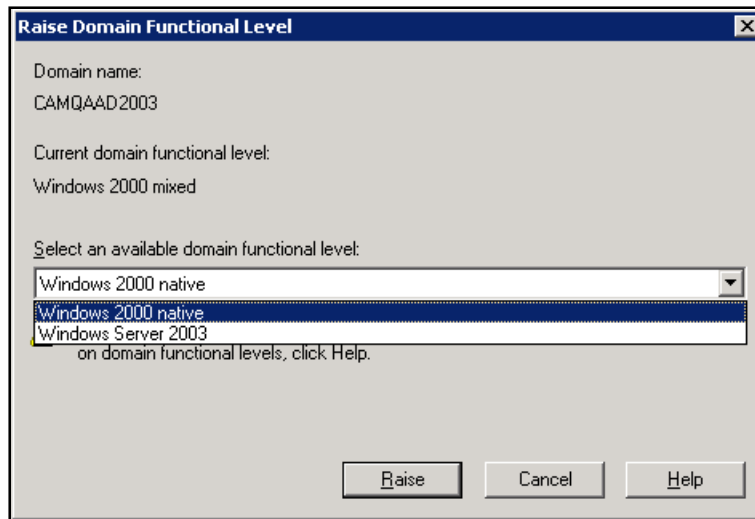 Raise Domain Functional Level
Domain name:
CAMQAAD2003
Current domain functional level:
Windows 2000 mixed
Select an available domain functional level:
Windows 2000 native
Windows 2000 native
Windows Server 2003
on domain functional levels, click Help.
Raise Cancel Help